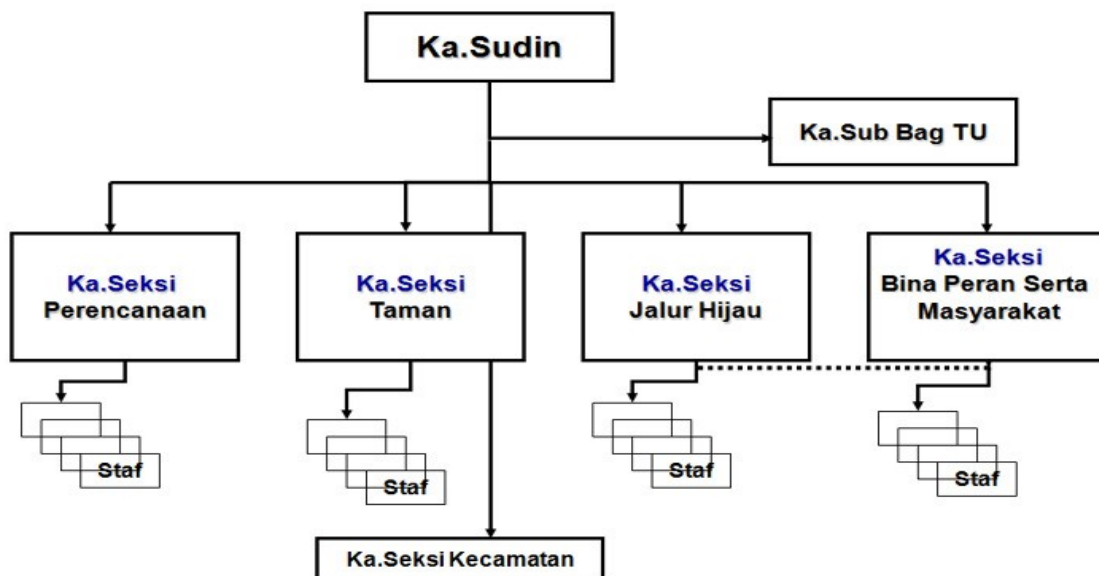 Ka.Sudin
Ka.Sub Bag TU
Ka.Seksi
Perencanaan
Ka.Seksi
Taman
Ka.Seksi
Jalur Hijau
Ka.Seksi
Bina Peran Serta
Masyarakat
Staf
Staf
Staf
Staf
Ka.Seksi Kecamatan